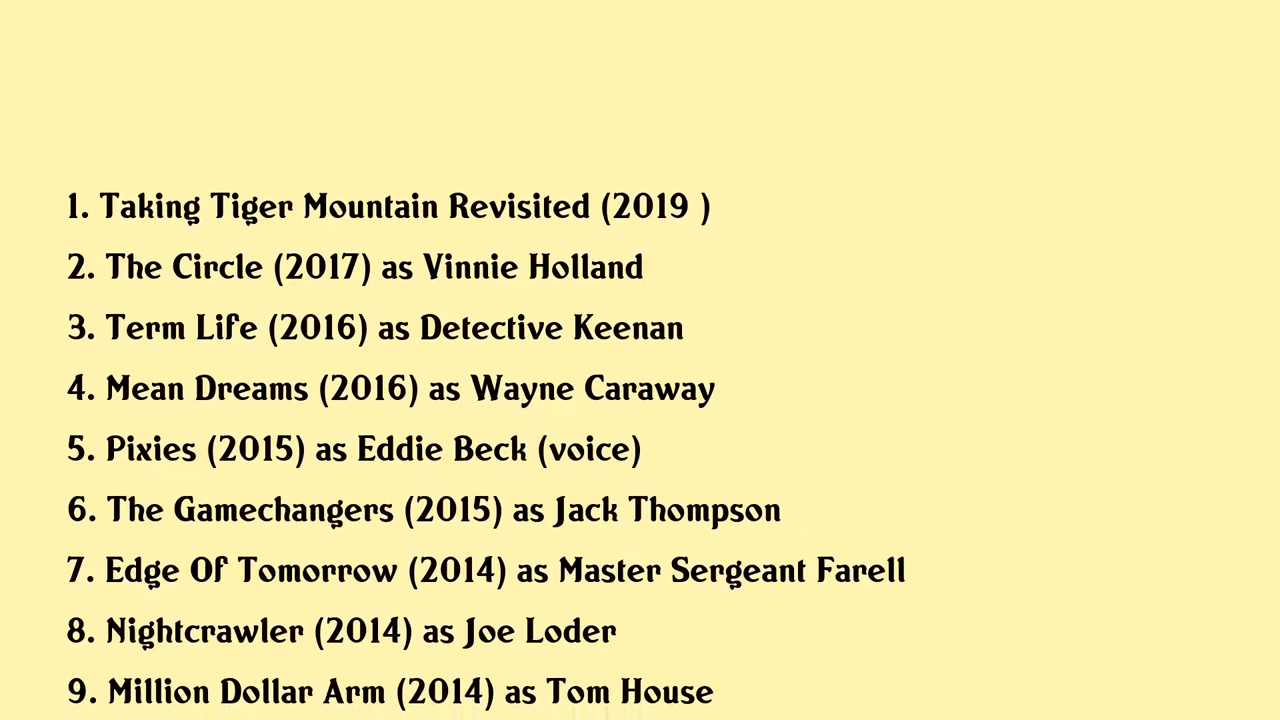 1. Taking Tiger Mountain Revisited (2019 )
2. The Circle (2017) as Vinnie Holland
3. Term Life (2016) as Detective Keenan
4. Mean Dreams (2016) as Wayne Caraway
5. Pixies (2015) as Eddie Beck (voice)
6. The Gamechangers (2015) as Jack Thompson
7. Edge Of Tomorrow (2014) as Master Sergeant Farell
8. Nightcrawler (2014) as Joe Loder
9. Million Dollar Arm (2014) as Tom House